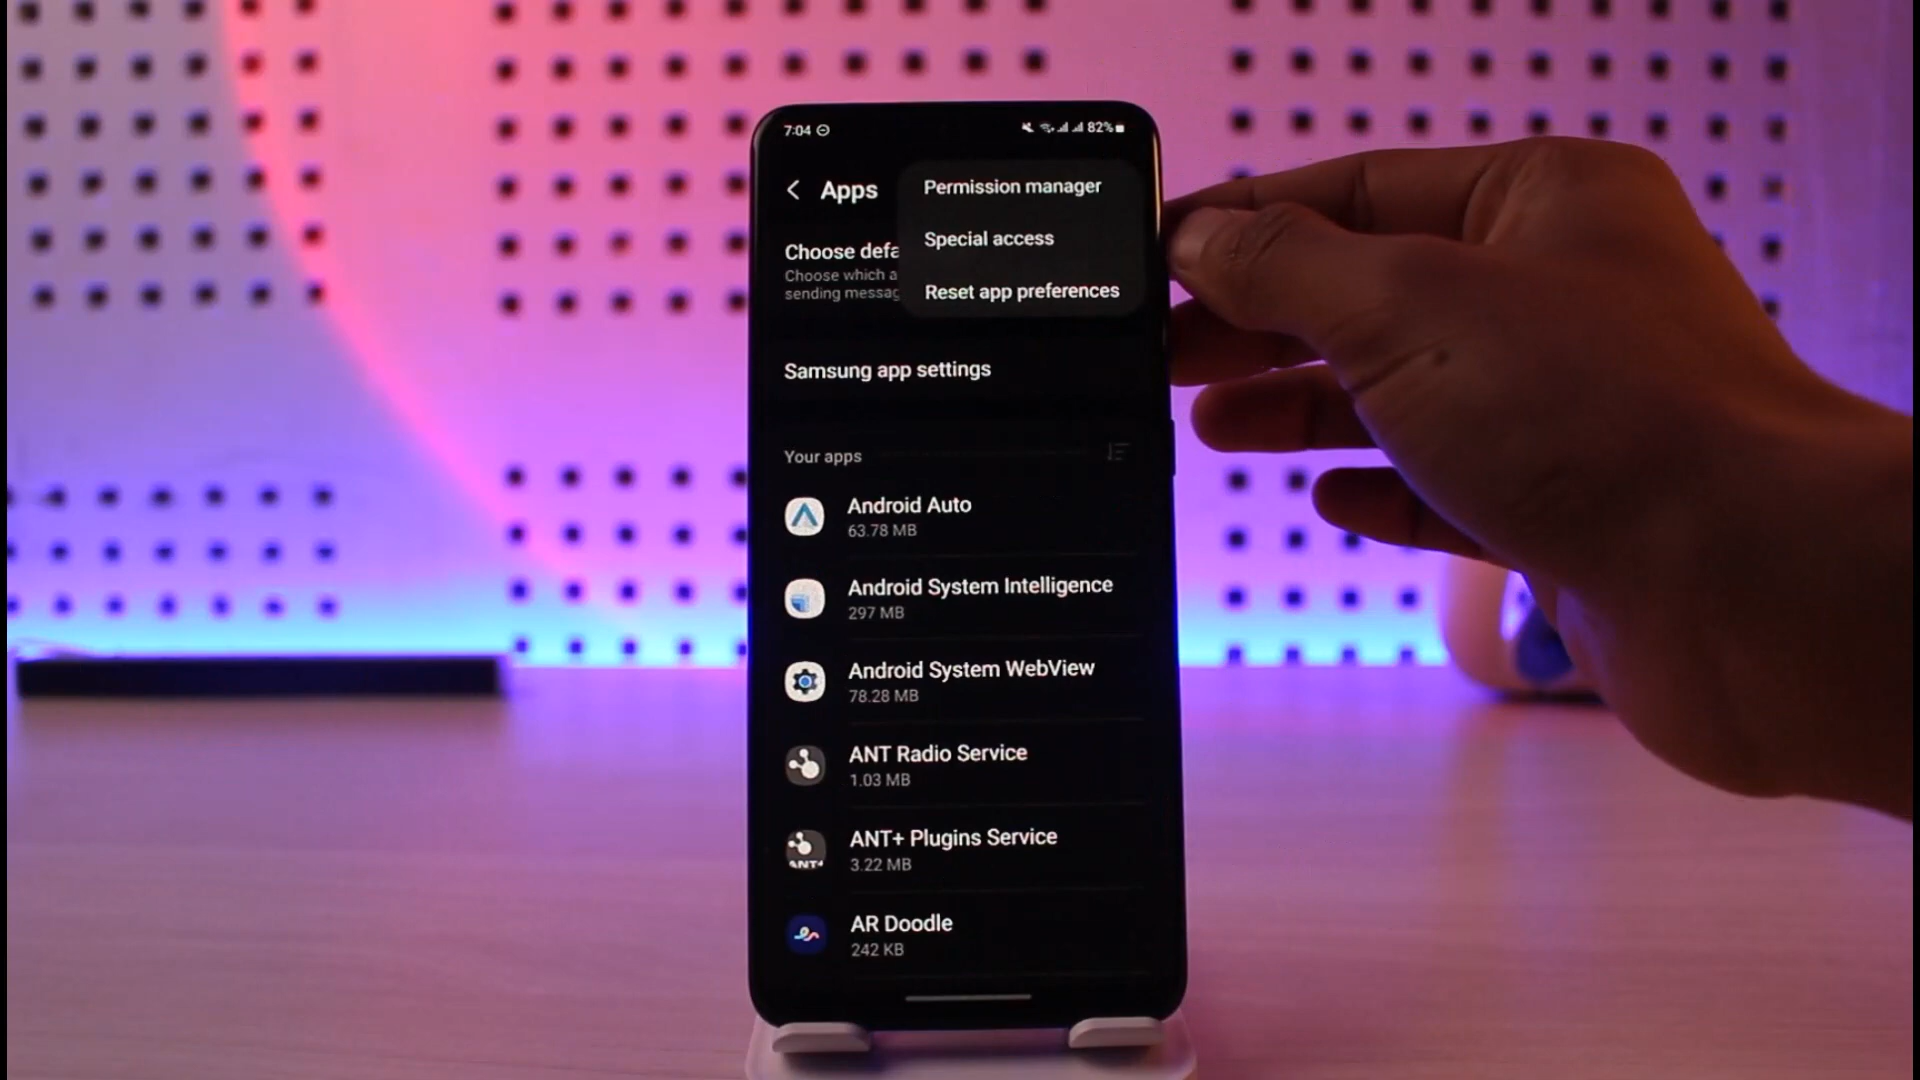 7:04
82%
Apps
Permission manager
Special access
Reset app preferences
Choose defa
Choose which a
sending messag
Samsung app settings
Your apps
Android Auto
63.78 MB
Android System Intelligence
297 MB
Android System WebView
78.28 MB
ANT Radio Service
1.03 MB
ANT+ Plugins Service
3.22 MB
AR Doodle
242 KB